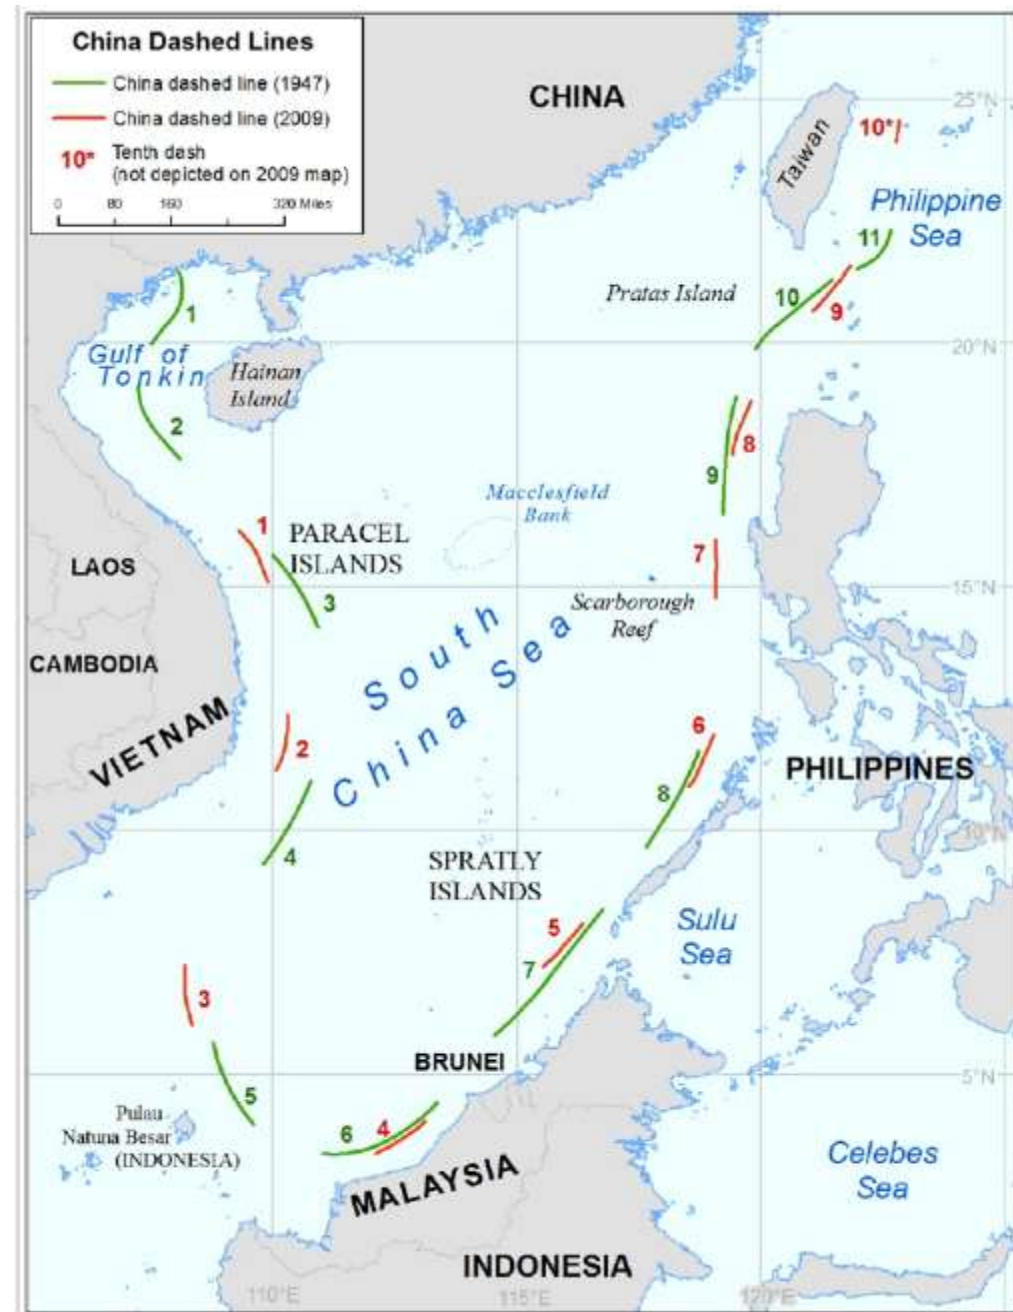 China Dashed Lines
China dashed line (1947)
China dashed line (2009)
10* Tenth dash
(not depicted on 2009 map)
0 80 160 320 Miles
CHINA
25°N
Taiwan
10*
Philippine
Sea
11
10
9
Pratas Island
1
20°N
Gulf of
Tonkin
Hainan
Island
2
8
9
Macclesfield
Bank
1
PARACEL
ISLANDS
7
LAOS
3
15°N
Scarborough
Reef
South
China Sea
CAMBODIA
VIETNAM
2
6
PHILIPPINES
8
10°N
4
SPRATLY
ISLANDS
5
Sulu
Sea
7
3
BRUNEI
5°N
5
Pulau
Natuna Besar
(INDONESIA)
6
4
MALAYSIA
Celebes
Sea
INDONESIA
110°E
115°E
120°E